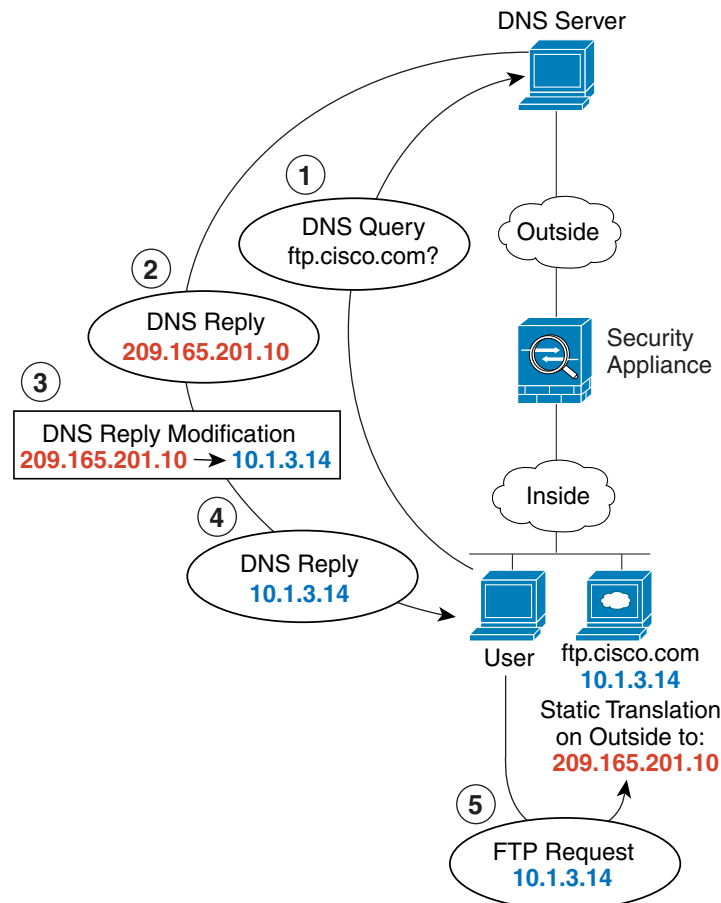 DNS Server
1
DNS Query
ftp.cisco.com?
Outside
2
DNS Reply
209.165.201.10
Security
Appliance
3
DNS Reply Modification
209.165.201.10 → 10.1.3.14
Inside
4
DNS Reply
10.1.3.14
User
ftp.cisco.com
10.1.3.14
Static Translation
on Outside to:
209.165.201.10
5
FTP Request
10.1.3.14